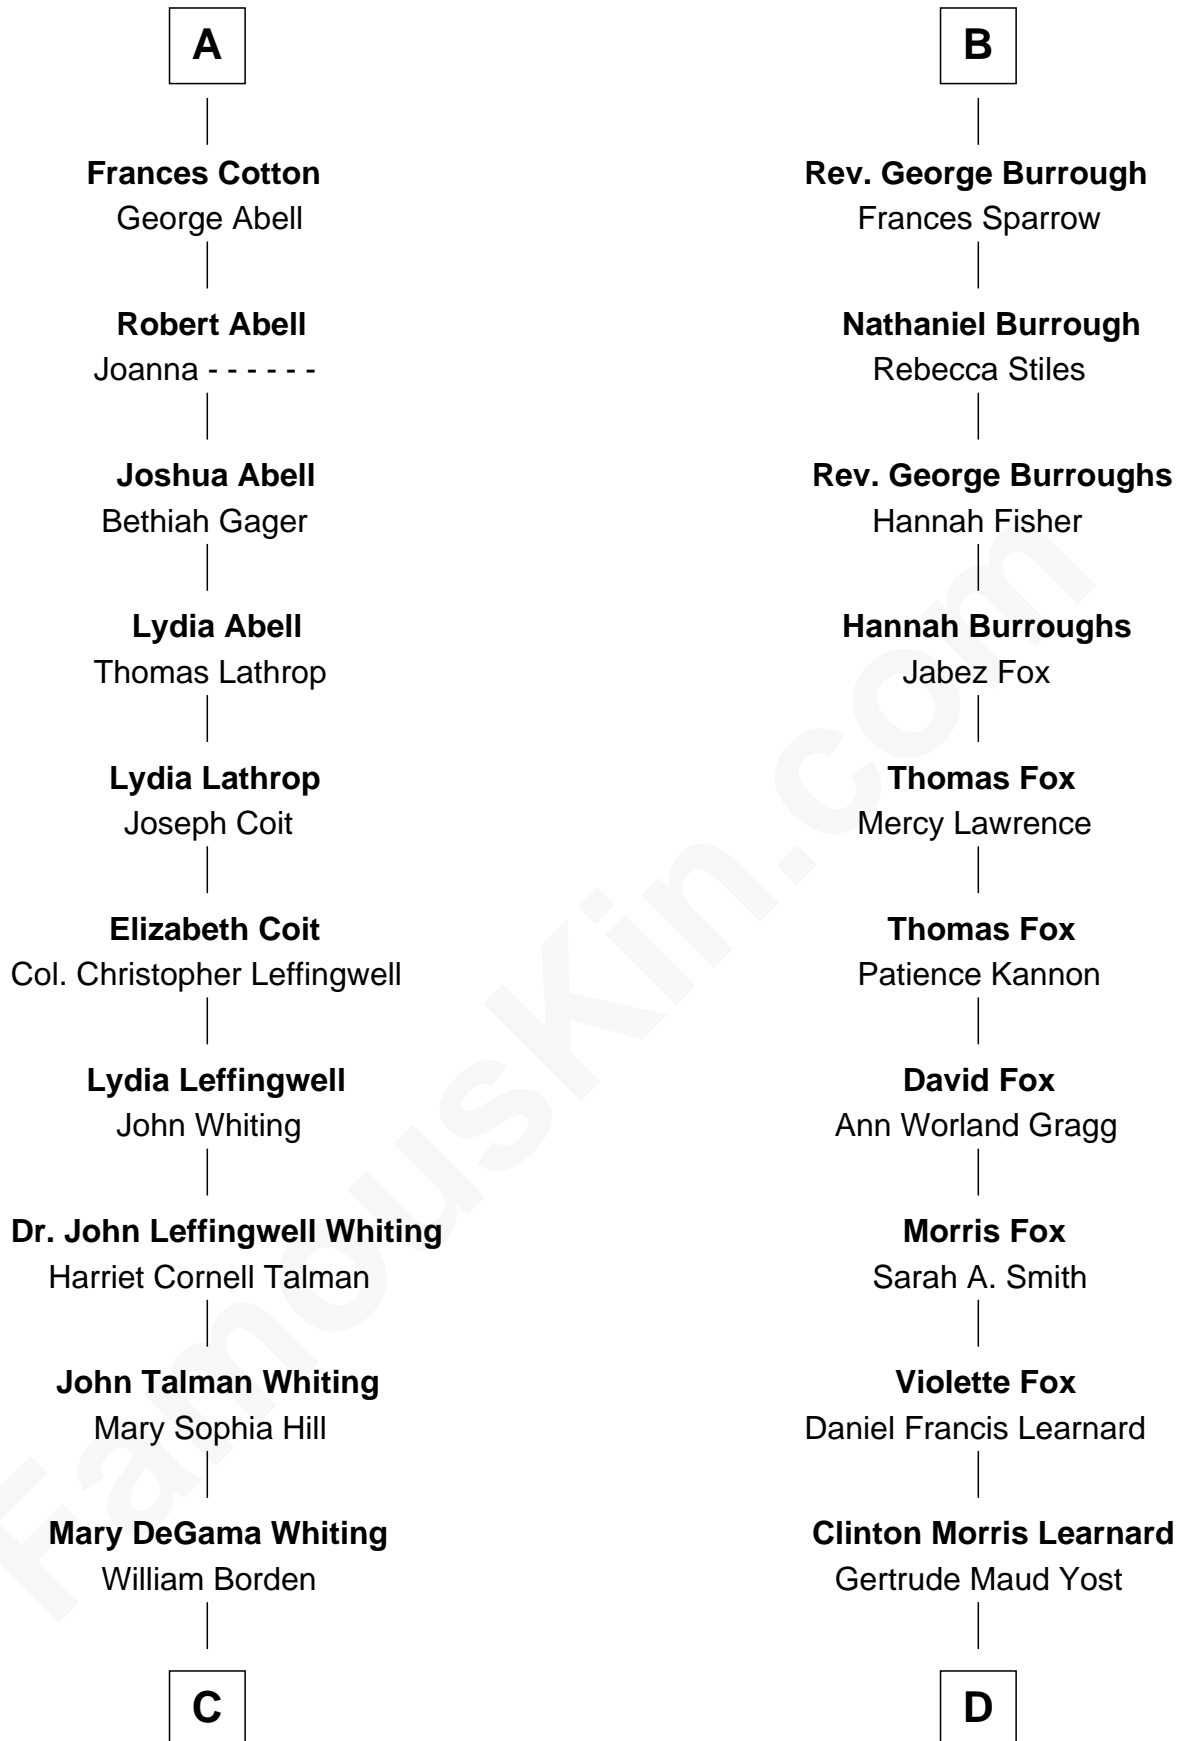 A
Frances Cotton
George Abell
Robert Abell
Joanna - - - - - -
Joshua Abell
Bethiah Gager
Lydia Abell
Thomas Lathrop
Lydia Lathrop
Joseph Coit
Elizabeth Coit
Col. Christopher Leffingwell
Lydia Leffingwell
John Whiting
Dr. John Leffingwell Whiting
Harriet Cornell Talman
John Talman Whiting
Mary Sophia Hill
Mary DeGama Whiting
William Borden
C
B
Rev. George Burrough
Frances Sparrow
Nathaniel Burrough
Rebecca Stiles
Rev. George Burroughs
Hannah Fisher
Hannah Burroughs
Jabez Fox
Thomas Fox
Mercy Lawrence
Thomas Fox
Patience Kannon
David Fox
Ann Worland Gragg
Morris Fox
Sarah A. Smith
Violette Fox
Daniel Francis Learnard
Clinton Morris Learnard
Gertrude Maud Yost
D
FamousKin.com